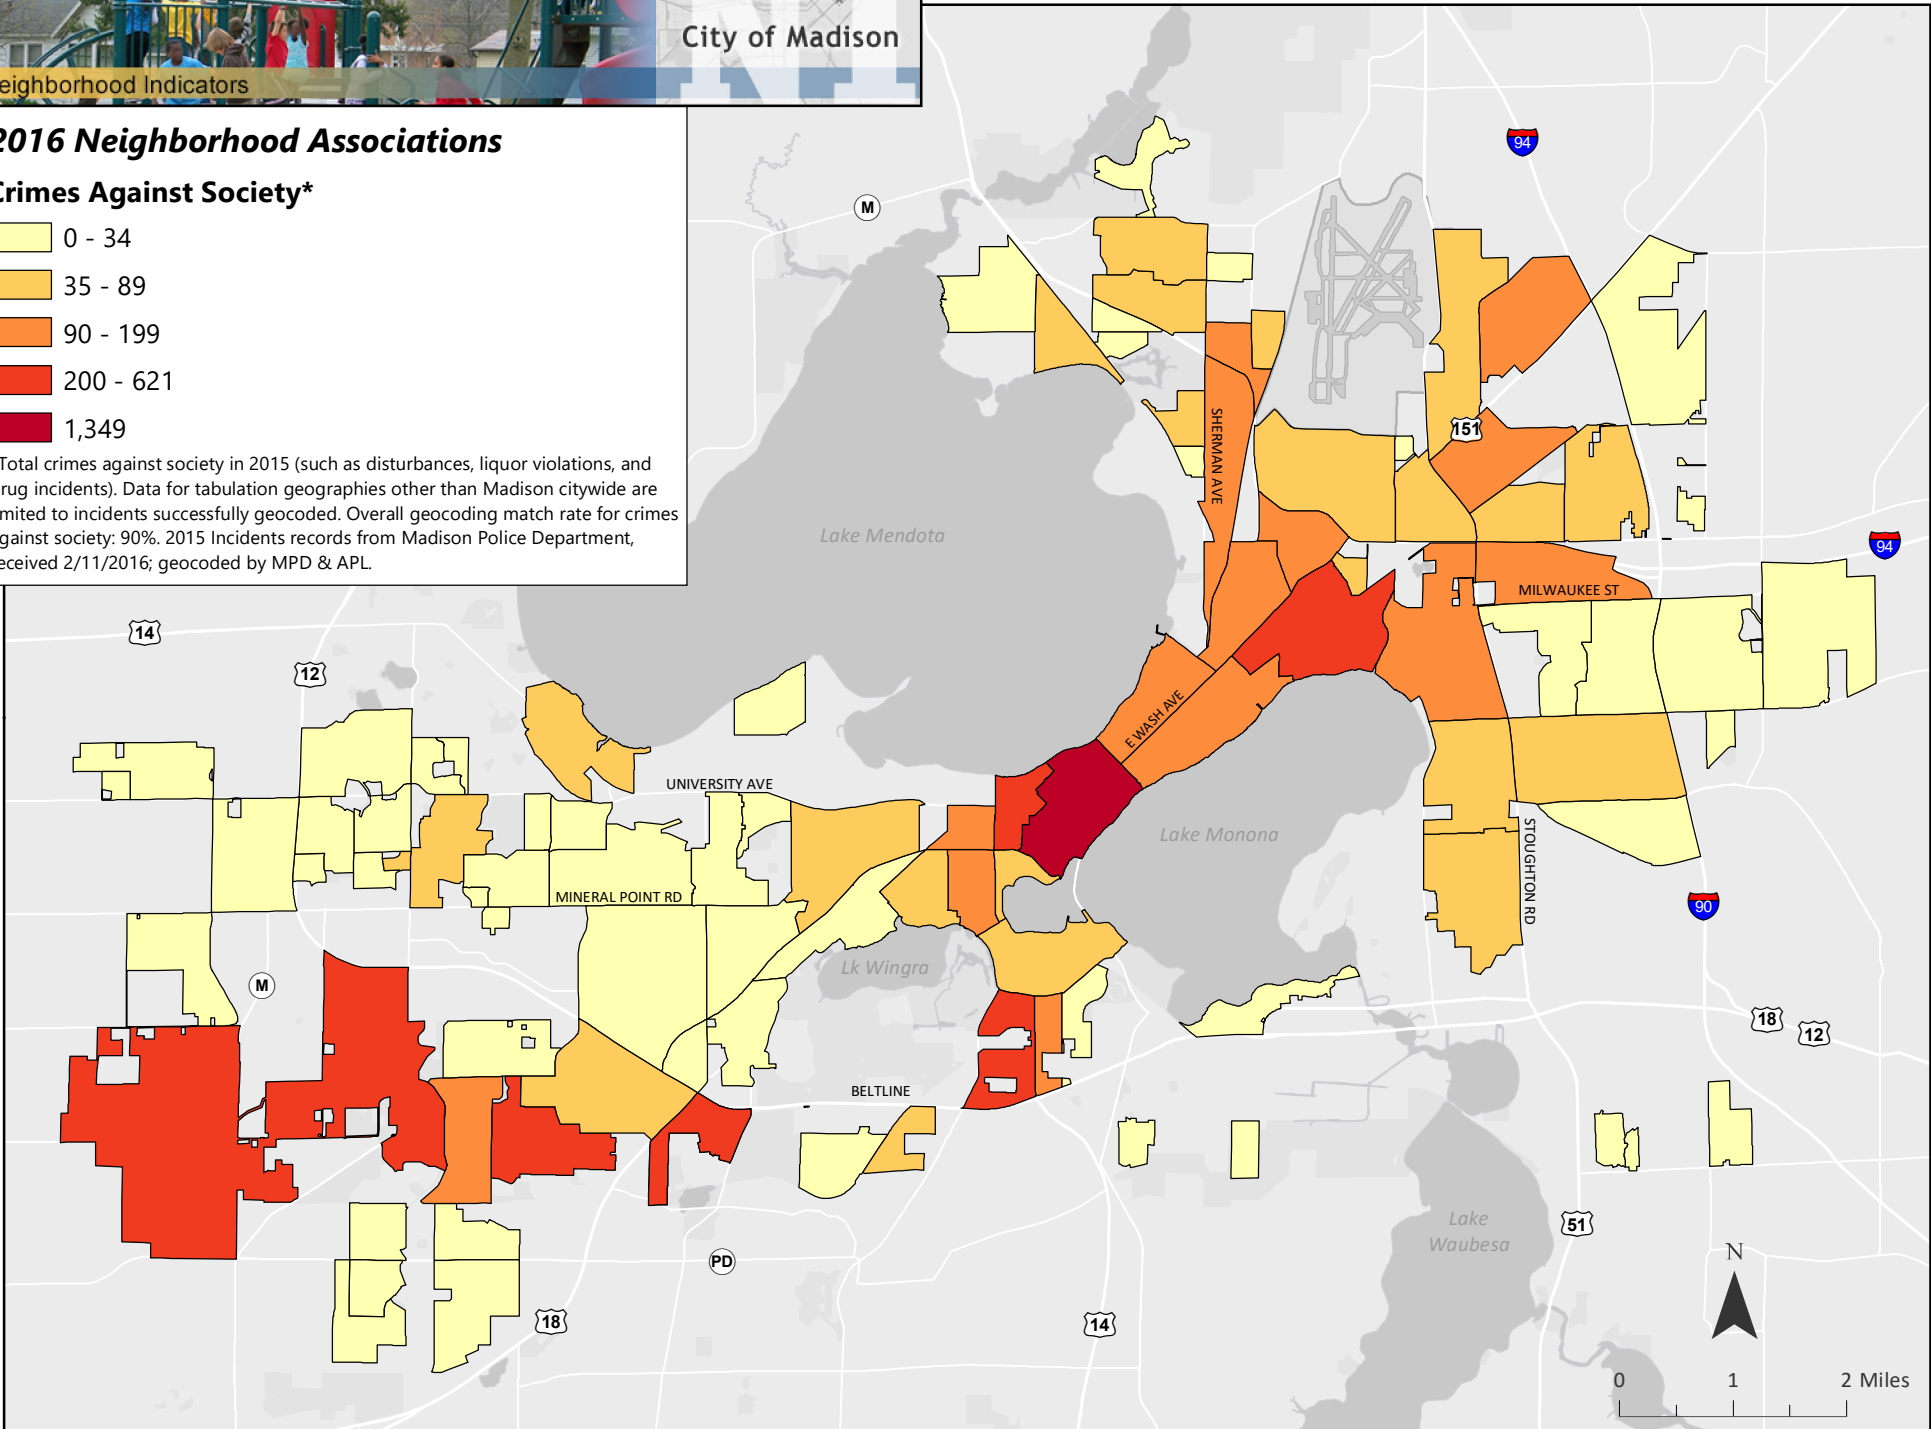 City of Madison
eighborhood Indicators
2016 Neighborhood Associations
Crimes Against Society*
0 - 34
35 - 89
90 - 199
200 - 621
1,349
Total crimes against society in 2015 (such as disturbances, liquor violations, and
rug incidents). Data for tabulation geographies other than Madison citywide are
mited to incidents successfully geocoded. Overall geocoding match rate for crimes
gainst society: 90%. 2015 Incidents records from Madison Police Department,
eceived 2/11/2016; geocoded by MPD & APL.
94
M
151
SHERMAN AVE
Lake Mendota
94
MILWAUKEE ST
14
12
E WASH AVE
UNIVERSITY AVE
Lake Monona
STOUGHTON RD
MINERAL POINT RD
90
Lk Wingra
M
18
12
BELTLINE
Lake
Waubesa
51
N
PD
18
14
0 1 2 Miles